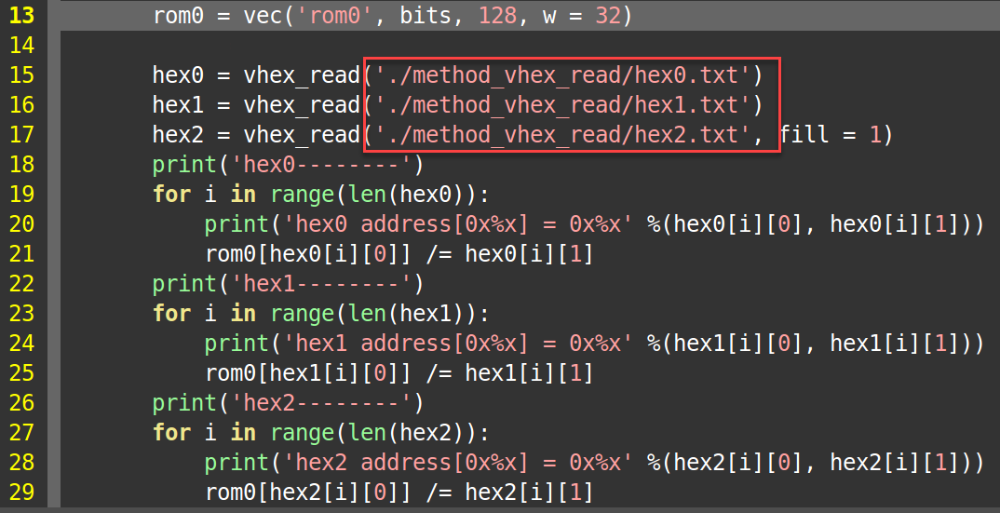 13 rom0 = vec('rom0', bits, 128, w = 32)
14
15 hex0 = vhex_read('./method_vhex_read/hex0.txt')
16 hex1 = vhex_read('./method_vhex_read/hex1.txt')
17 hex2 = vhex_read('./method_vhex_read/hex2.txt', fill = 1)
18 print('hex0--------')
19 for i in range(len(hex0)):
20 print('hex0 address[0x%x] = 0x%x' %(hex0[i][0], hex0[i][1]))
21 rom0[hex0[i][0]] /= hex0[i][1]
22 print('hex1--------')
23 for i in range(len(hex1)):
24 print('hex1 address[0x%x] = 0x%x' %(hex1[i][0], hex1[i][1]))
25 rom0[hex1[i][0]] /= hex1[i][1]
26 print('hex2--------')
27 for i in range(len(hex2)):
28 print('hex2 address[0x%x] = 0x%x' %(hex2[i][0], hex2[i][1]))
29 rom0[hex2[i][0]] /= hex2[i][1]